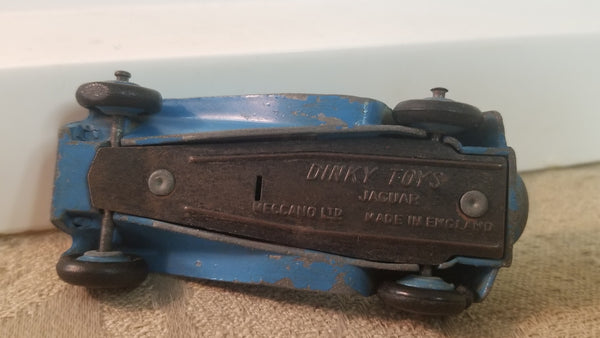 DINKY TOYS
JAGUAR
MECCANO LTD MADE IN ENGLAND